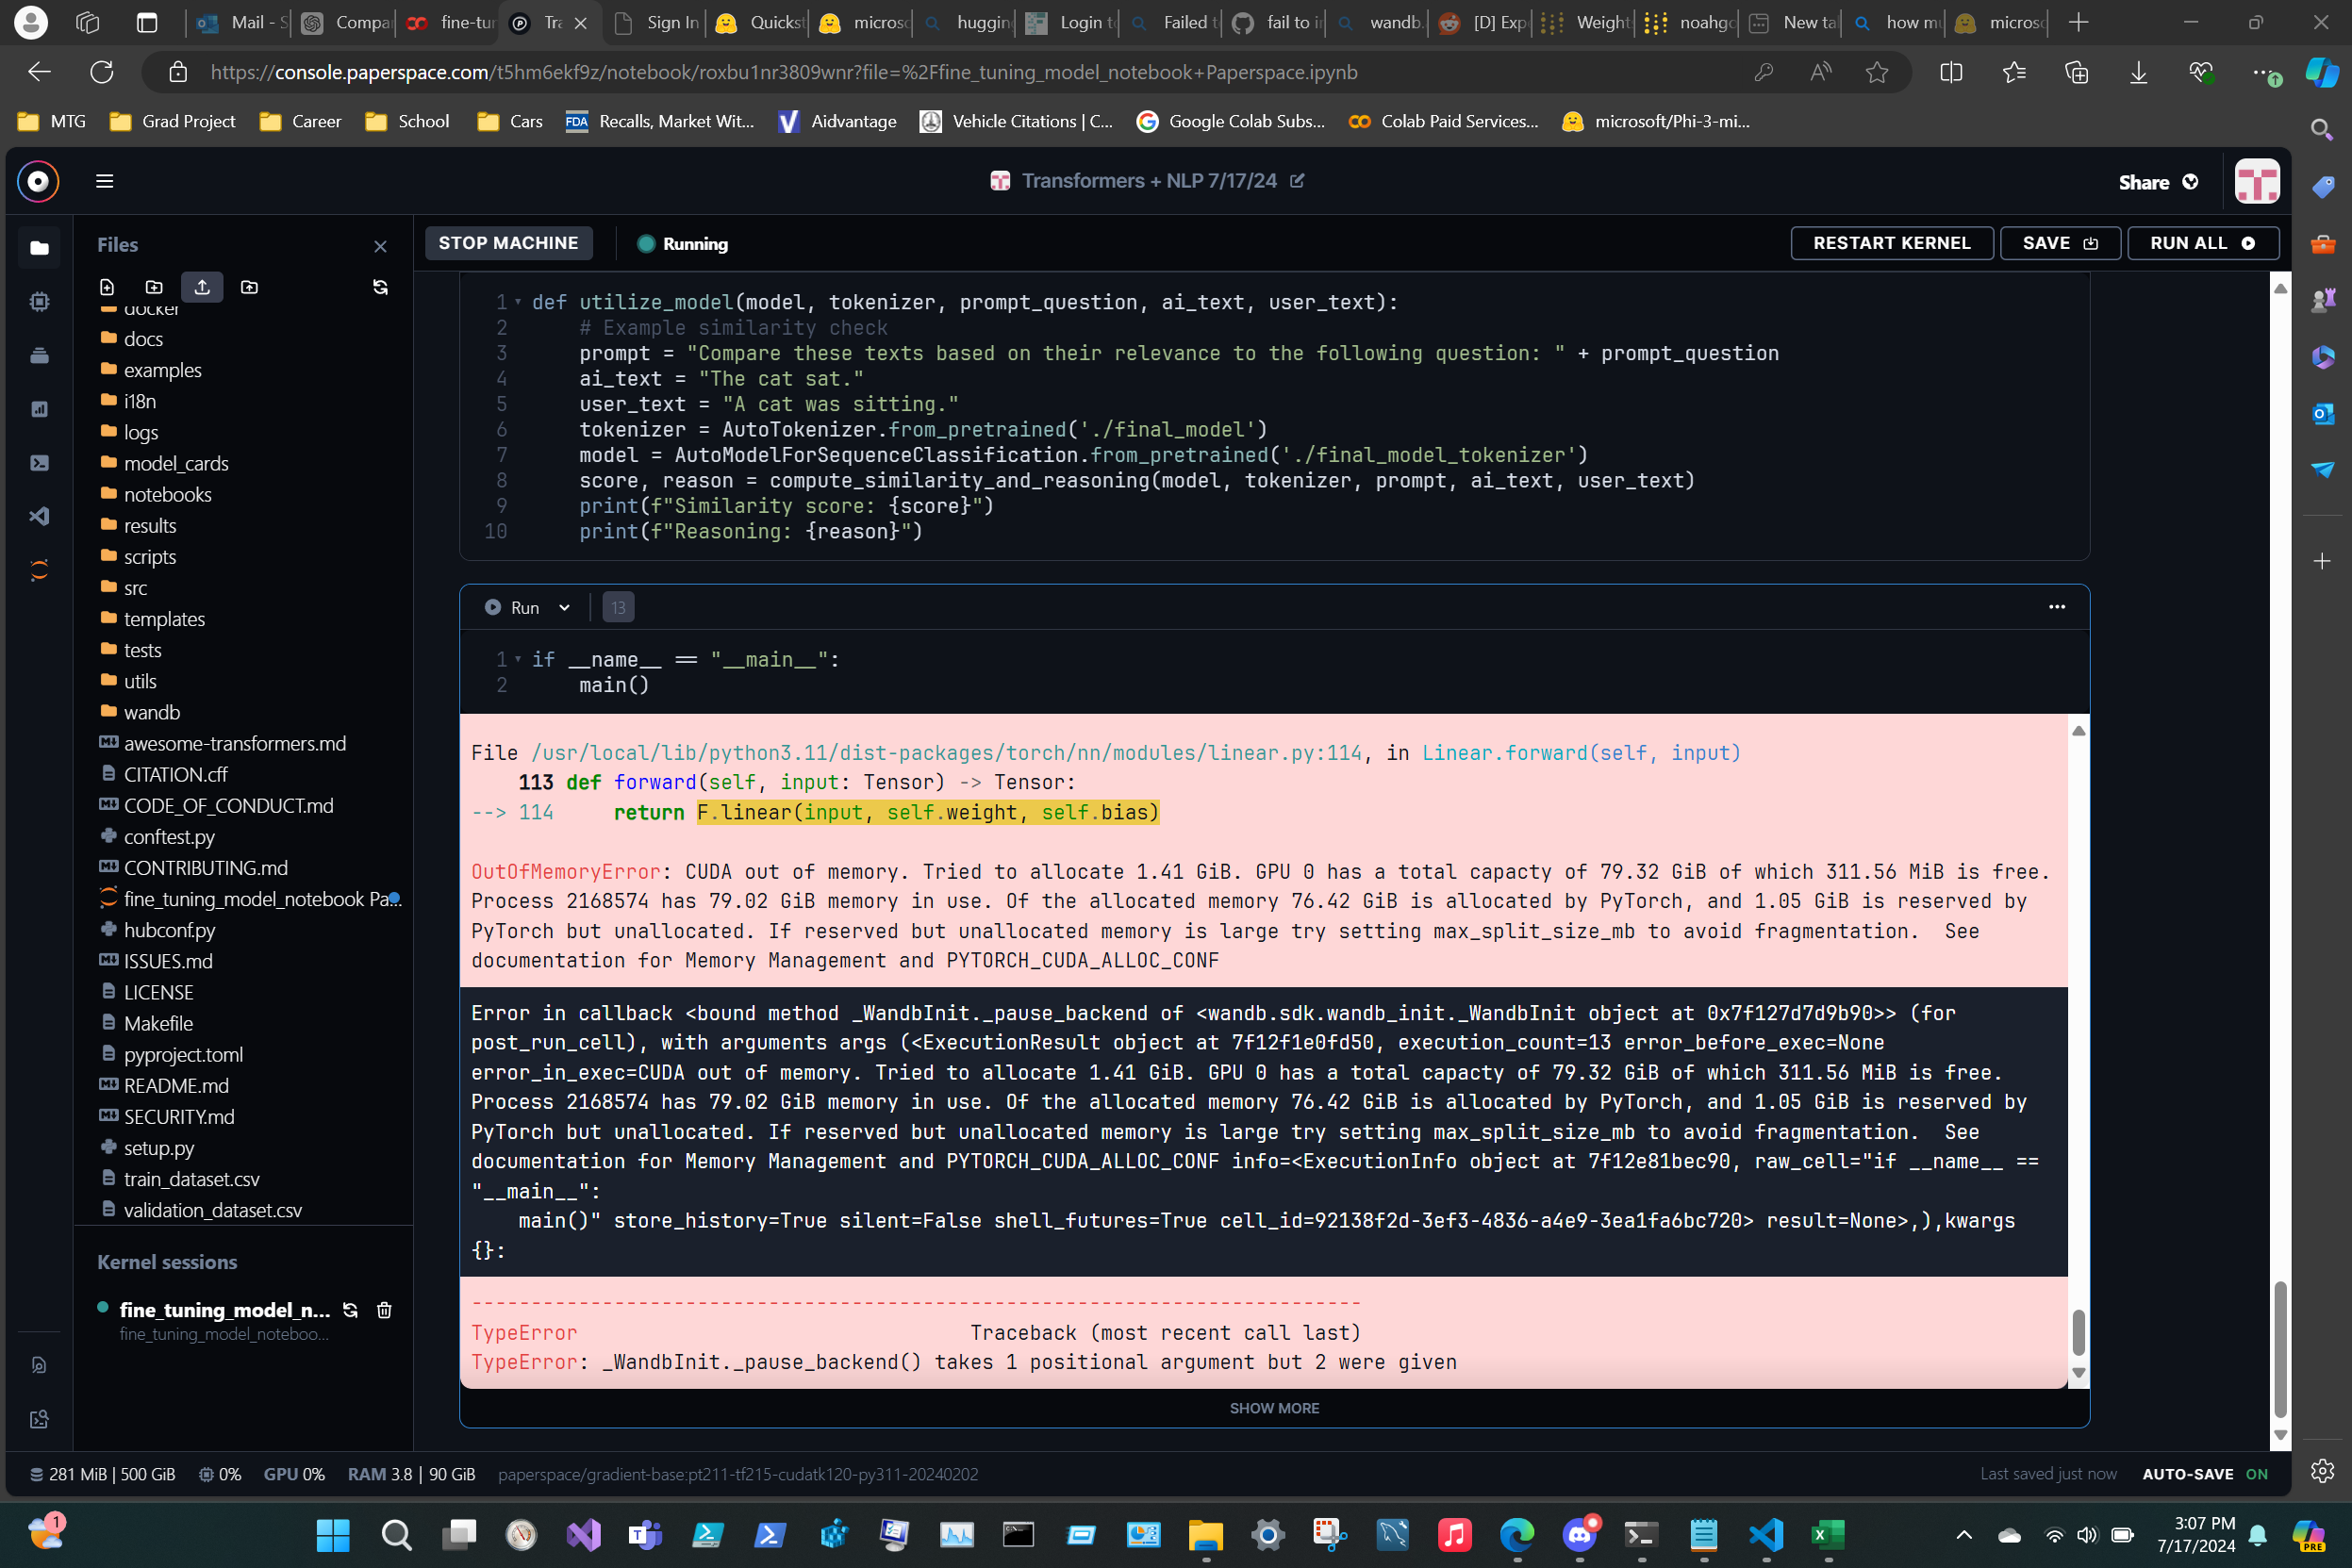 Mail - S
Compa
fine-tur
Tra
Sign In
Quickst
microsc
huggin
Login t
Failed t
fail to i
wandb.
[D] Exp
Weight
noahgc
New ta
how m
microsc
https://console.paperspace.com/t5hm6ekf9z/notebook/roxbu1nr3809wnr?file=%2Ffine_tuning_model_notebook+Paperspace.ipynb
MTG
Grad Project
Career
School
Cars
FDA
Recalls, Market Wit...
Aidvantage
Vehicle Citations | C...
Google Colab Subs...
Colab Paid Services...
microsoft/Phi-3-mi...
Transformers + NLP 7/17/24
Share
Files
STOP MACHINE
Running
RESTART KERNEL
SAVE
RUN ALL
docker
docs
examples
i18n
logs
model_cards
notebooks
results
scripts
src
templates
tests
utils
wandb
awesome-transformers.md
CITATION.cff
CODE_OF_CONDUCT.md
conftest.py
CONTRIBUTING.md
fine_tuning_model_notebook Pa...
hubconf.py
ISSUES.md
LICENSE
Makefile
pyproject.toml
README.md
SECURITY.md
setup.py
train_dataset.csv
validation_dataset.csv
Kernel sessions
fine_tuning_model_n...
fine_tuning_model_noteboo...
1 def utilize_model(model, tokenizer, prompt_question, ai_text, user_text):
2 # Example similarity check
3 prompt = "Compare these texts based on their relevance to the following question: " + prompt_question
4 ai_text = "The cat sat."
5 user_text = "A cat was sitting."
6 tokenizer = AutoTokenizer.from_pretrained('./final_model')
7 model = AutoModelForSequenceClassification.from_pretrained('./final_model_tokenizer')
8 score, reason = compute_similarity_and_reasoning(model, tokenizer, prompt, ai_text, user_text)
9 print(f"Similarity score: {score}")
10 print(f"Reasoning: {reason}")
Run
13
1 if __name__ == "__main__":
2 main()
File /usr/local/lib/python3.11/dist-packages/torch/nn/modules/linear.py:114, in Linear.forward(self, input)
113 def forward(self, input: Tensor) -> Tensor:
--> 114 return F.linear(input, self.weight, self.bias)
OutOfMemoryError: CUDA out of memory. Tried to allocate 1.41 GiB. GPU 0 has a total capacty of 79.32 GiB of which 311.56 MiB is free.
Process 2168574 has 79.02 GiB memory in use. Of the allocated memory 76.42 GiB is allocated by PyTorch, and 1.05 GiB is reserved by
PyTorch but unallocated. If reserved but unallocated memory is large try setting max_split_size_mb to avoid fragmentation. See
documentation for Memory Management and PYTORCH_CUDA_ALLOC_CONF
Error in callback <bound method _WandbInit._pause_backend of <wandb.sdk.wandb_init._WandbInit object at 0x7f127d7d9b90>> (for
post_run_cell), with arguments args (<ExecutionResult object at 7f12f1e0fd50, execution_count=13 error_before_exec=None
error_in_exec=CUDA out of memory. Tried to allocate 1.41 GiB. GPU 0 has a total capacty of 79.32 GiB of which 311.56 MiB is free.
Process 2168574 has 79.02 GiB memory in use. Of the allocated memory 76.42 GiB is allocated by PyTorch, and 1.05 GiB is reserved by
PyTorch but unallocated. If reserved but unallocated memory is large try setting max_split_size_mb to avoid fragmentation. See
documentation for Memory Management and PYTORCH_CUDA_ALLOC_CONF info=<ExecutionInfo object at 7f12e81bec90, raw_cell="if __name__ ==
"__main__":
main()" store_history=True silent=False shell_futures=True cell_id=92138f2d-3ef3-4836-a4e9-3ea1fa6bc720> result=None>,),kwargs
{}:
---------------------------------------------------------------------------
TypeError Traceback (most recent call last)
TypeError: _WandbInit._pause_backend() takes 1 positional argument but 2 were given
SHOW MORE
281 MiB | 500 GiB
0%
GPU 0%
RAM 3.8 | 90 GiB
paperspace/gradient-base:pt211-tf215-cudatk120-py311-20240202
Last saved just now
AUTO-SAVE ON
1
3:07 PM
7/17/2024
PRE